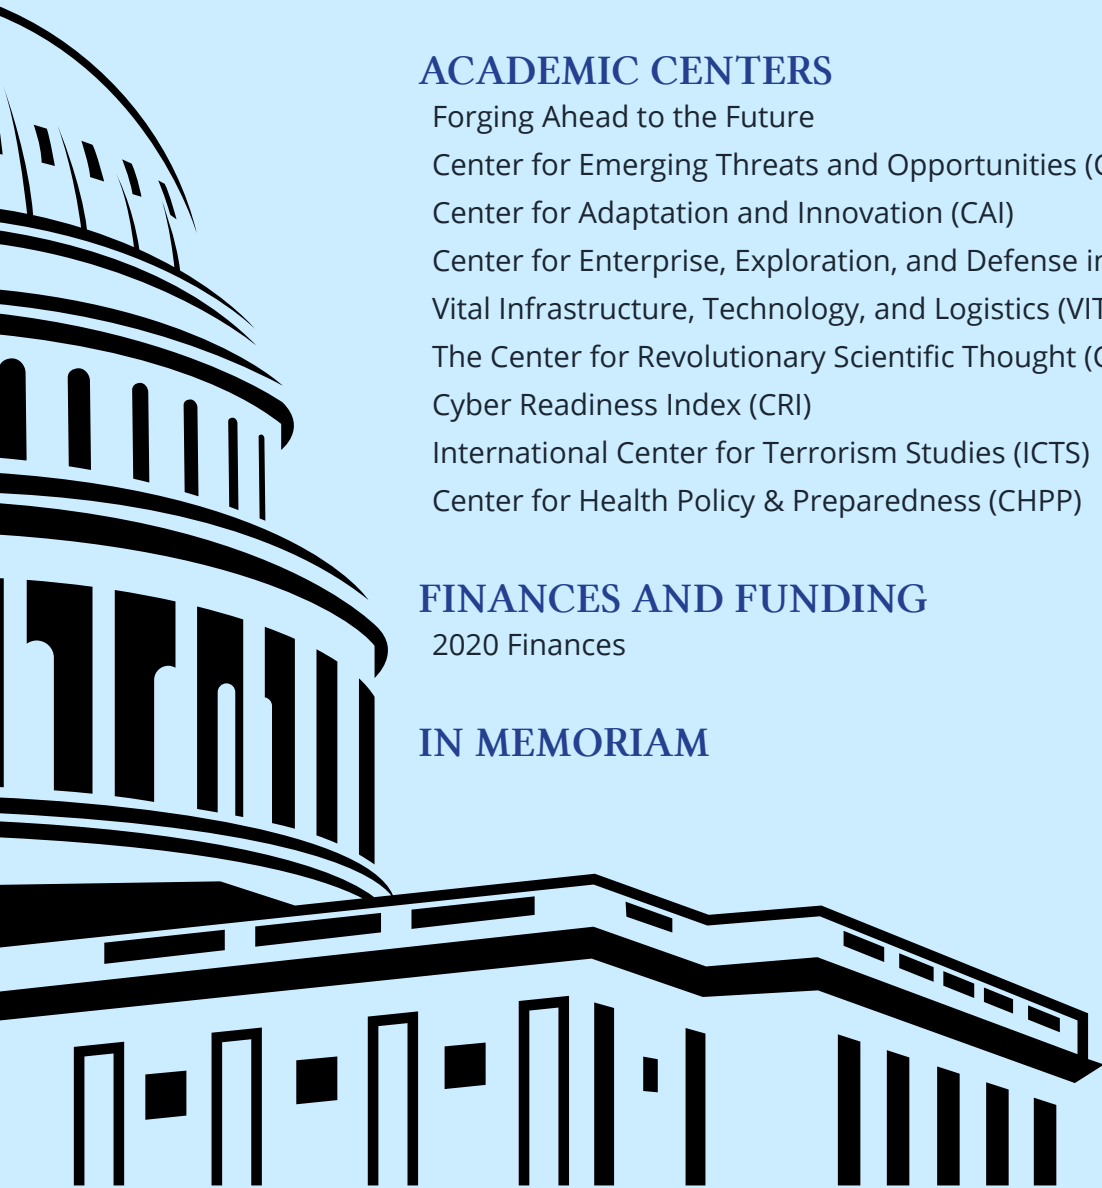 ACADEMIC CENTERS
Forging Ahead to the Future
Center for Emerging Threats and Opportunities (
Center for Adaptation and Innovation (CAI)
Center for Enterprise, Exploration, and Defense
Vital Infrastructure, Technology, and Logistics (VIT
The Center for Revolutionary Scientific Thought (
Cyber Readiness Index (CRI)
International Center for Terrorism Studies (ICTS)
Center for Health Policy & Preparedness (CHPP)
FINANCES AND FUNDING
2020 Finances
IN MEMORIAM